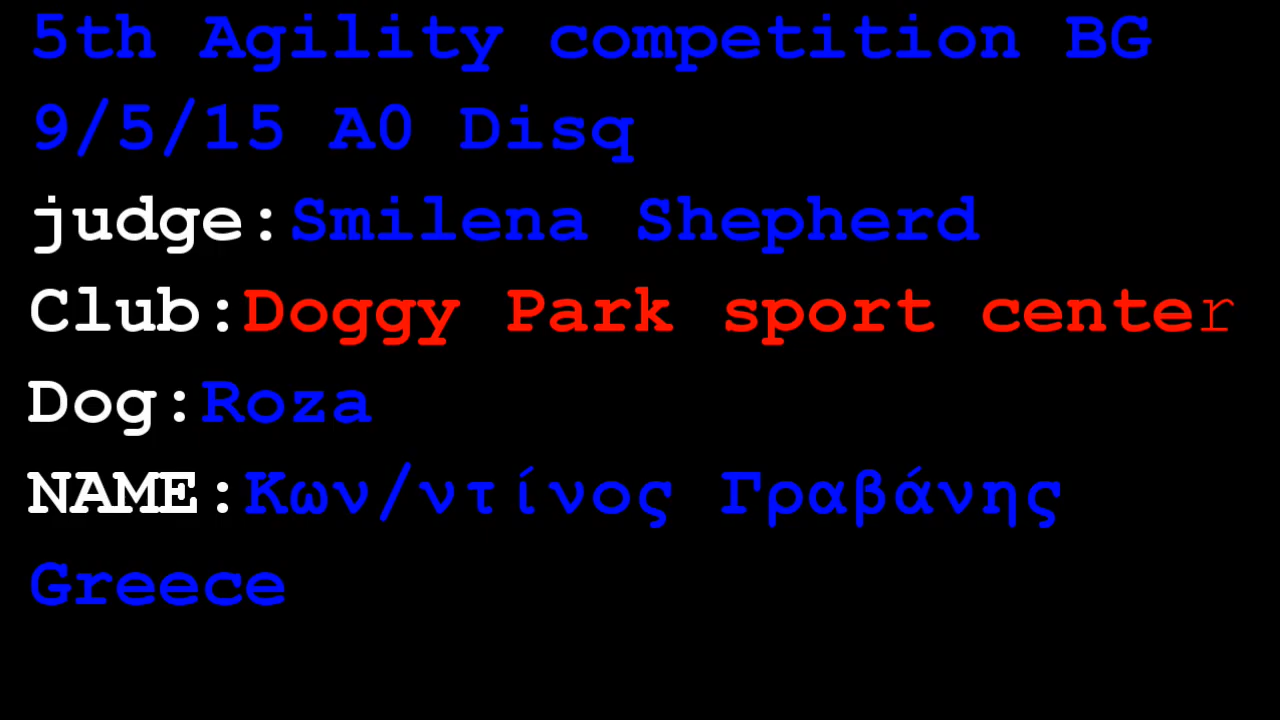 5th Agility competition BG
9/5/15 A0 Disq
judge:Smilena Shepherd
Club:Doggy Park sport center
Dog:Roza
NAME:Κων/ντίνος Γραβάνης
Greece